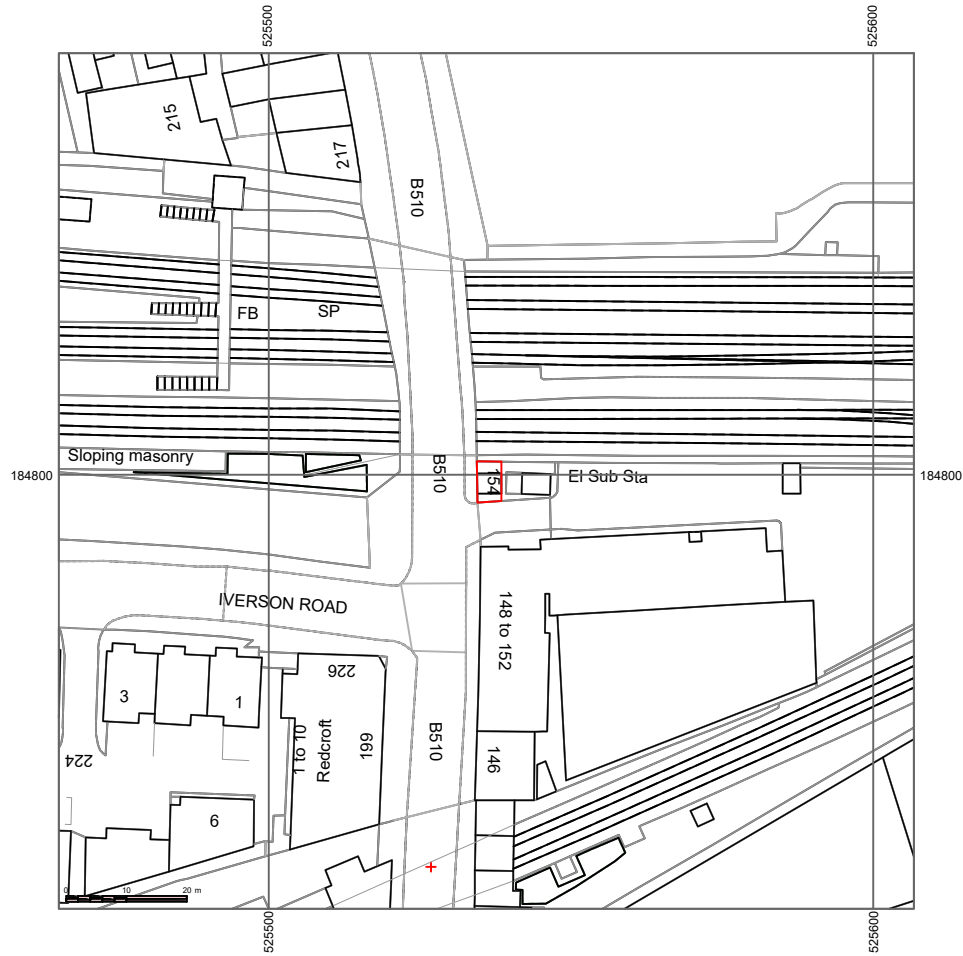 525500
525600
215
217
B510
FB
SP
Sloping masonry
184800
B510
154
El Sub Sta
184800
IVERSON ROAD
148 to 152
3
1
226
1 to 10
Redcroft
199
B510
146
224
6
0 10 20 m
525500
525600